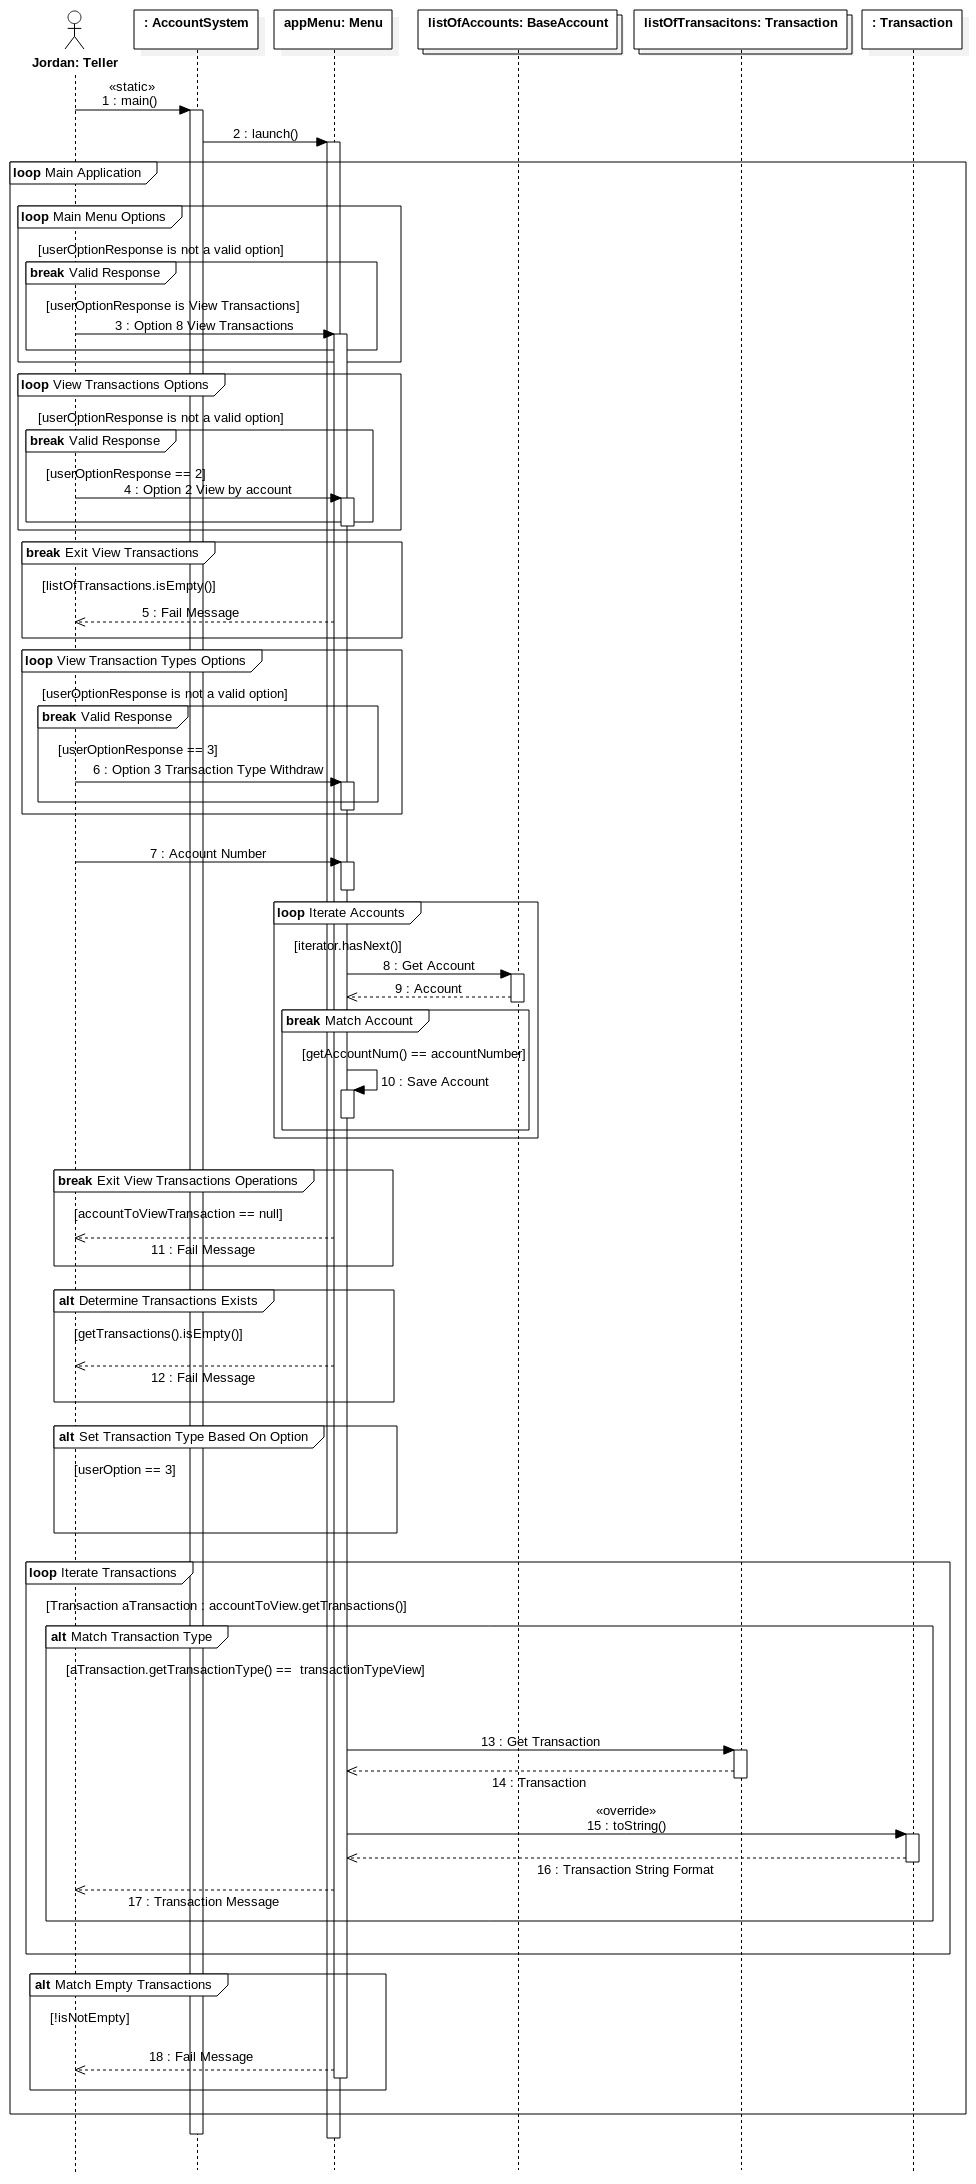 : AccountSystem
appMenu: Menu
listOfAccounts: BaseAccount
listOfTransacitons: Transaction
: Transaction
Jordan: Teller
«static»
1 : main()
2 : launch()
loop Main Application
loop Main Menu Options
[userOptionResponse is not a valid option]
break Valid Response
[userOptionResponse is View Transactions]
3 : Option 8 View Transactions
loop View Transactions Options
[userOptionResponse is not a valid option]
break Valid Response
[userOptionResponse == 2]
4 : Option 2 View by account
break Exit View Transactions
[listOfTransactions.isEmpty()]
5 : Fail Message
loop View Transaction Types Options
[userOptionResponse is not a valid option]
break Valid Response
[userOptionResponse == 3]
6 : Option 3 Transaction Type Withdraw
7 : Account Number
loop Iterate Accounts
[iterator.hasNext()]
8 : Get Account
9 : Account
break Match Account
[getAccountNum() == accountNumber]
10 : Save Account
break Exit View Transactions Operations
[accountToViewTransaction == null]
11 : Fail Message
alt Determine Transactions Exists
[getTransactions().isEmpty()]
12 : Fail Message
alt Set Transaction Type Based On Option
[userOption == 3]
loop Iterate Transactions
[Transaction aTransaction : accountToView.getTransactions()]
alt Match Transaction Type
[aTransaction.getTransactionType() == transactionTypeView]
13 : Get Transaction
14 : Transaction
«override»
15 : toString()
16 : Transaction String Format
17 : Transaction Message
alt Match Empty Transactions
[!isNotEmpty]
18 : Fail Message